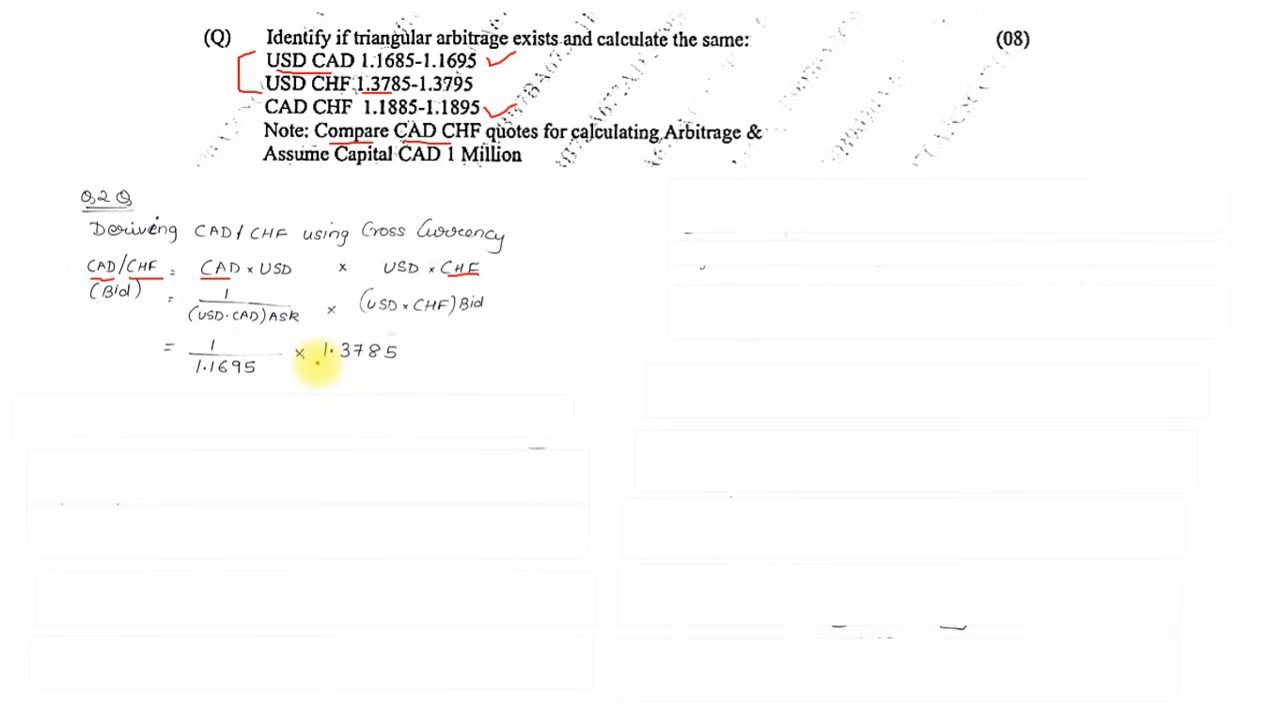 (Q) Identify if triangular arbitrage exists and calculate the same: (08)
USD CAD 1.1685-1.1695
USD CHF 1.3785-1.3795
CAD CHF 1.1885-1.1895
Note: Compare CAD CHF quotes for calculating Arbitrage &
Assume Capital CAD 1 Million
Q.2 Q
Deriving CAD/CHF using Cross Currency
CAD/CHF = CAD × USD × USD × CHF
(Bid) = 1 / (USD·CAD) ASK × (USD × CHF) Bid
= 1 / 1.1695 × 1.3785